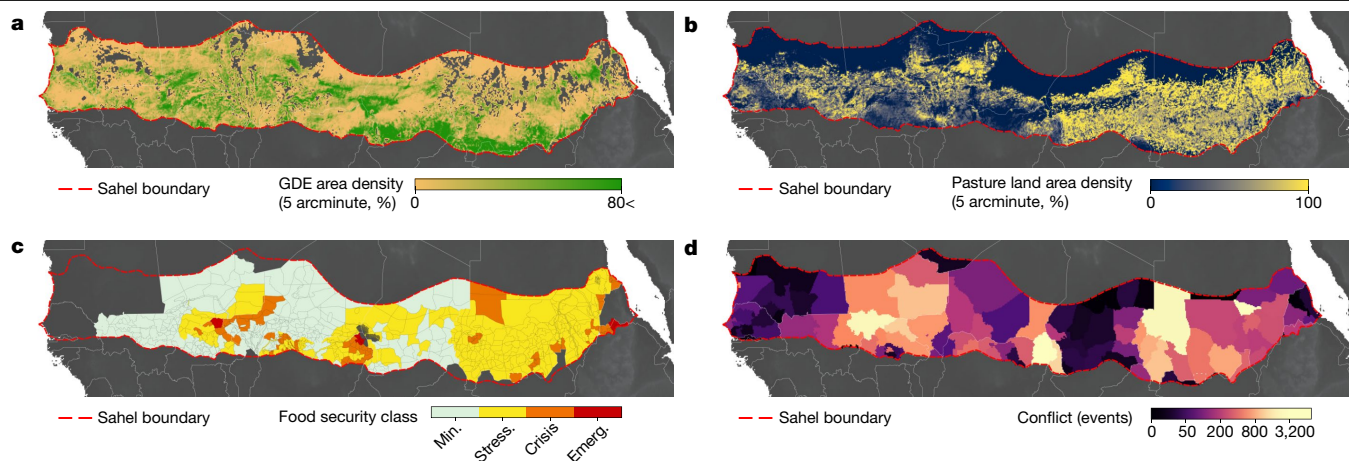 a
b
Sahel boundary
GDE area density
(5 arcminute, %)
0
80<
Sahel boundary
Pasture land area density
(5 arcminute, %)
0
100
c
d
Sahel boundary
Food security class
Min.
Stress.
Crisis
Emerg.
Sahel boundary
Conflict (events)
0
50
200
800
3,200